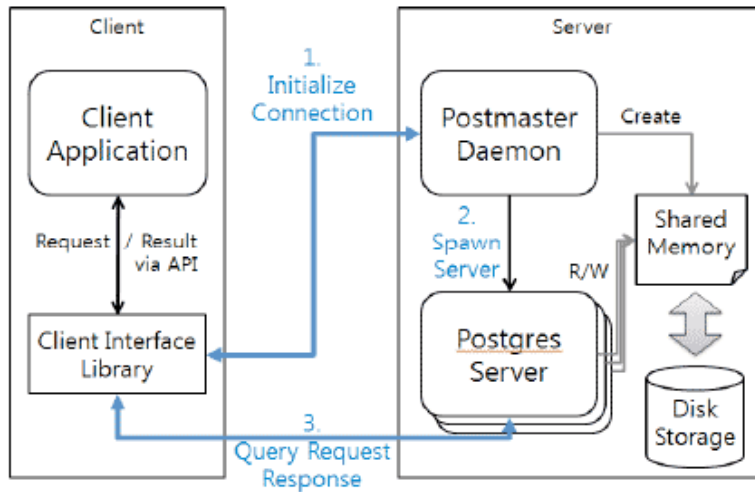 Client
Server
1.
Initialize
Connection
Client
Application
Postmaster
Daemon
Create
Request / Result
via API
2.
Spawn
Server
Shared
Memory
R/W
Client Interface
Library
Postgres
Server
Disk
Storage
3.
Query Request
Response